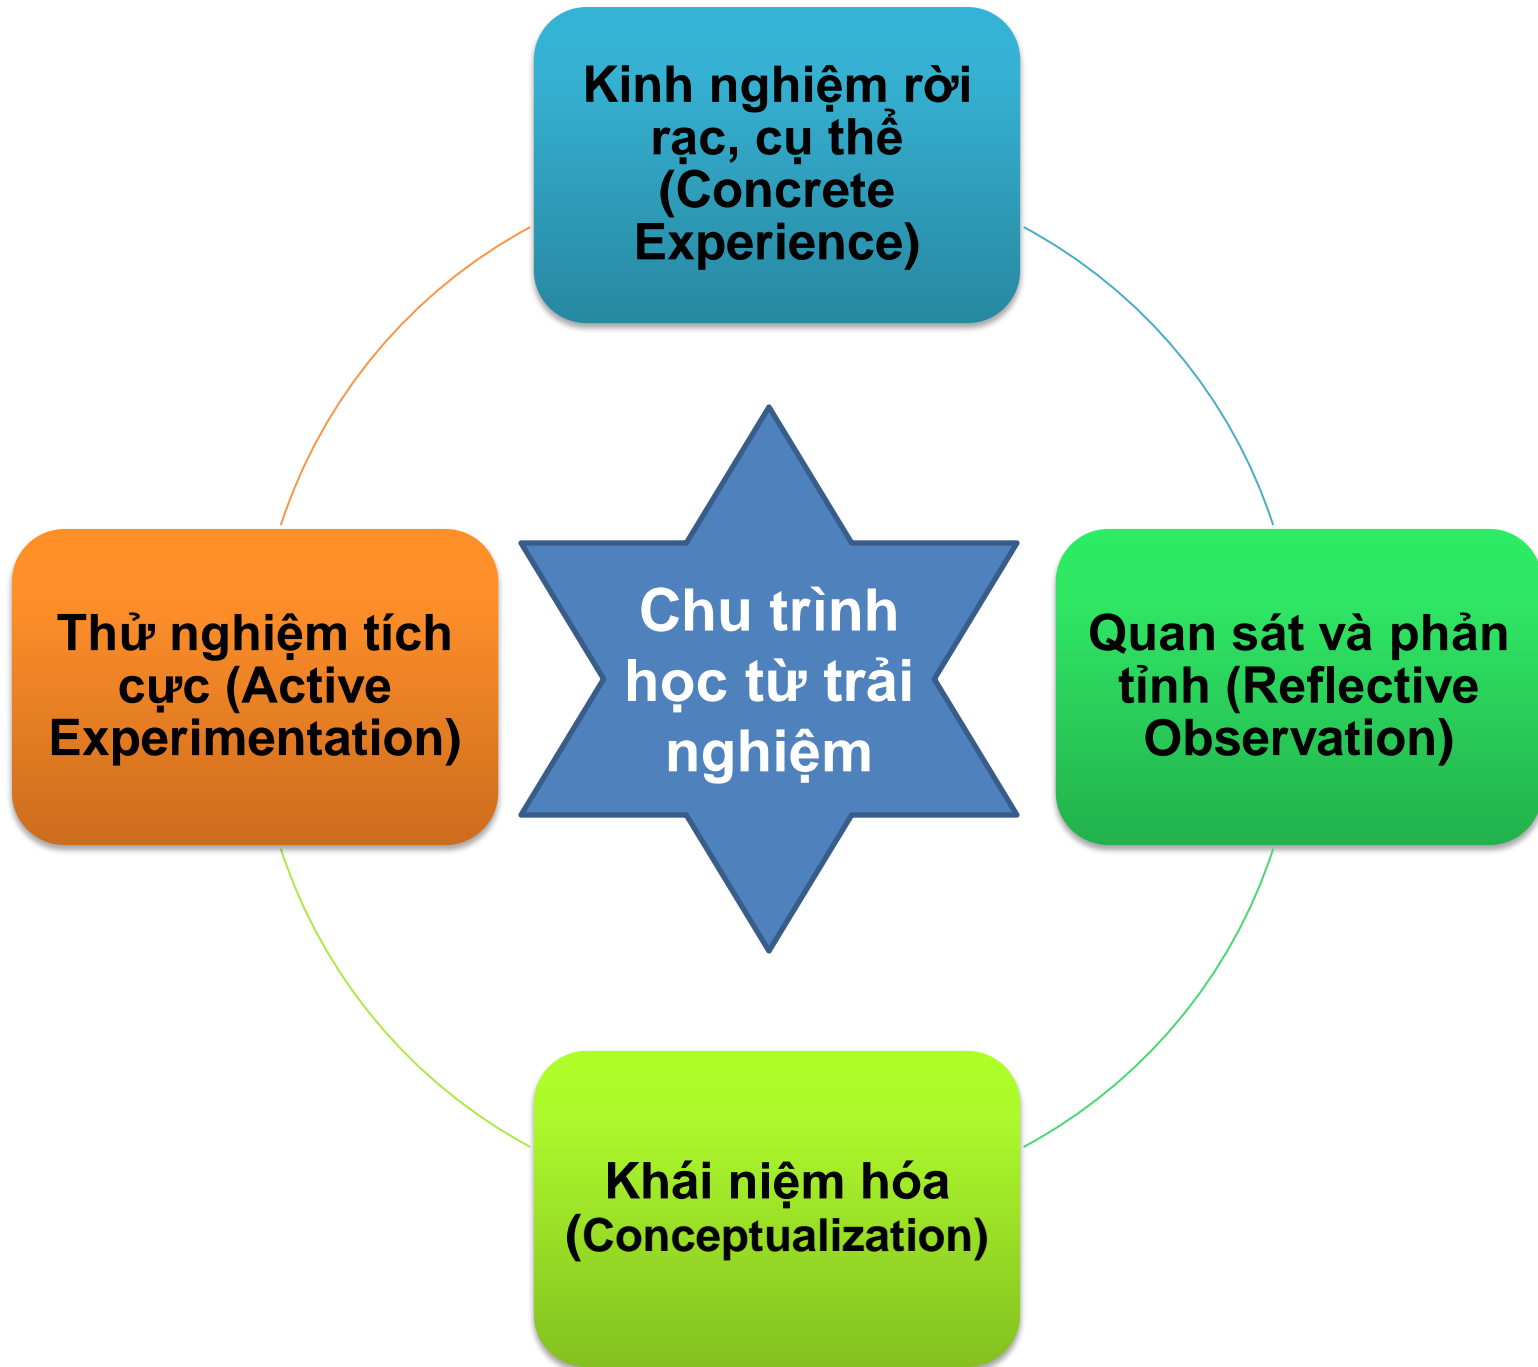 Kinh nghiệm rời
rạc, cụ thể
(Concrete
Experience)
Thử nghiệm tích
cực (Active
Experimentation)
Chu trình
học từ trải
nghiệm
Quan sát và phản
tỉnh (Reflective
Observation)
Khái niệm hóa
(Conceptualization)